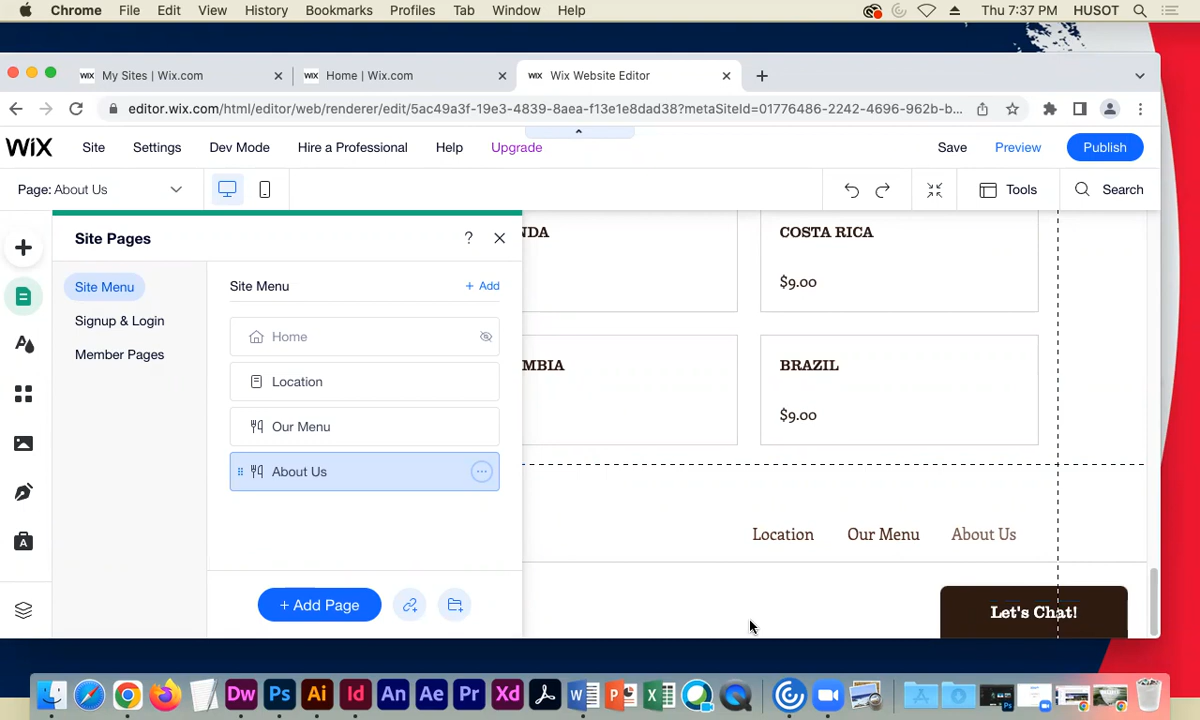 Chrome File Edit View History Bookmarks Profiles Tab Window Help Thu 7:37 PM HUSOT
WIX My Sites | Wix.com WIX Home | Wix.com WIX Wix Website Editor
editor.wix.com/html/editor/web/renderer/edit/5ac49a3f-19e3-4839-8aea-f13e1e8dad38?metaSiteId=01776486-2242-4696-962b-b...
WIX Site Settings Dev Mode Hire a Professional Help Upgrade Save Preview Publish
Page: About Us Tools Search
Site Pages ?
NDA COSTA RICA
Site Menu Site Menu + Add
$9.00
Signup & Login
Home
Member Pages
MBIA BRAZIL
Location
$9.00
Our Menu
About Us
Location Our Menu About Us
+ Add Page
Let's Chat!
A
Dw Ps Ai Id An Ae Pr Xd W P X